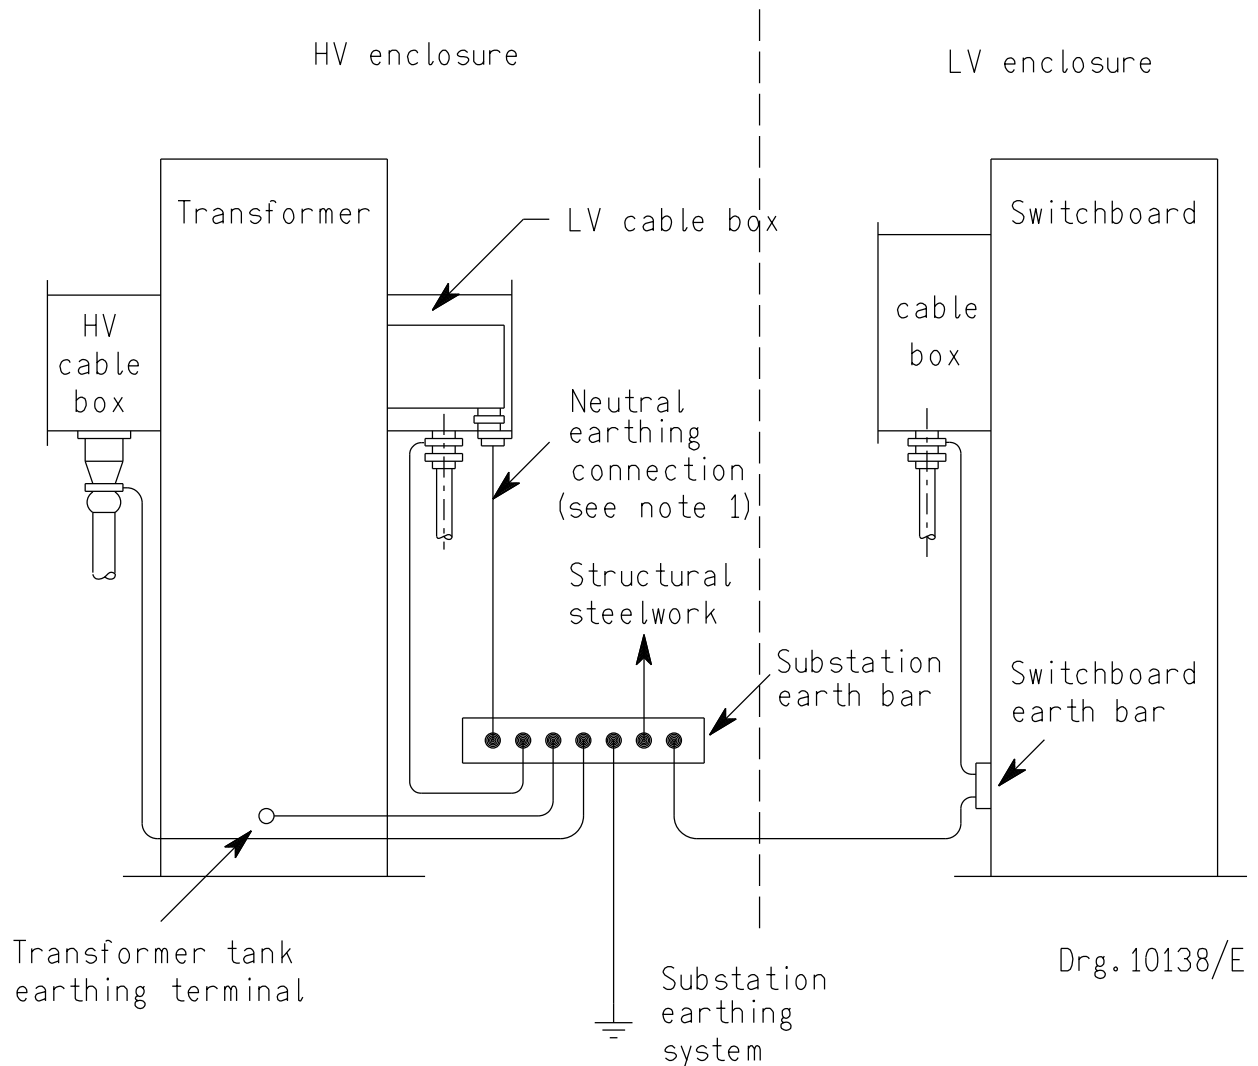 HV enclosure
LV enclosure
Transformer
LV cable box
Switchboard
HV
cable
box
cable
box
Neutral
earthing
connection
(see note 1)
Structural
steelwork
Substation
earth bar
Switchboard
earth bar
Transformer tank
earthing terminal
Substation
earthing
system
Drg. 10138/E